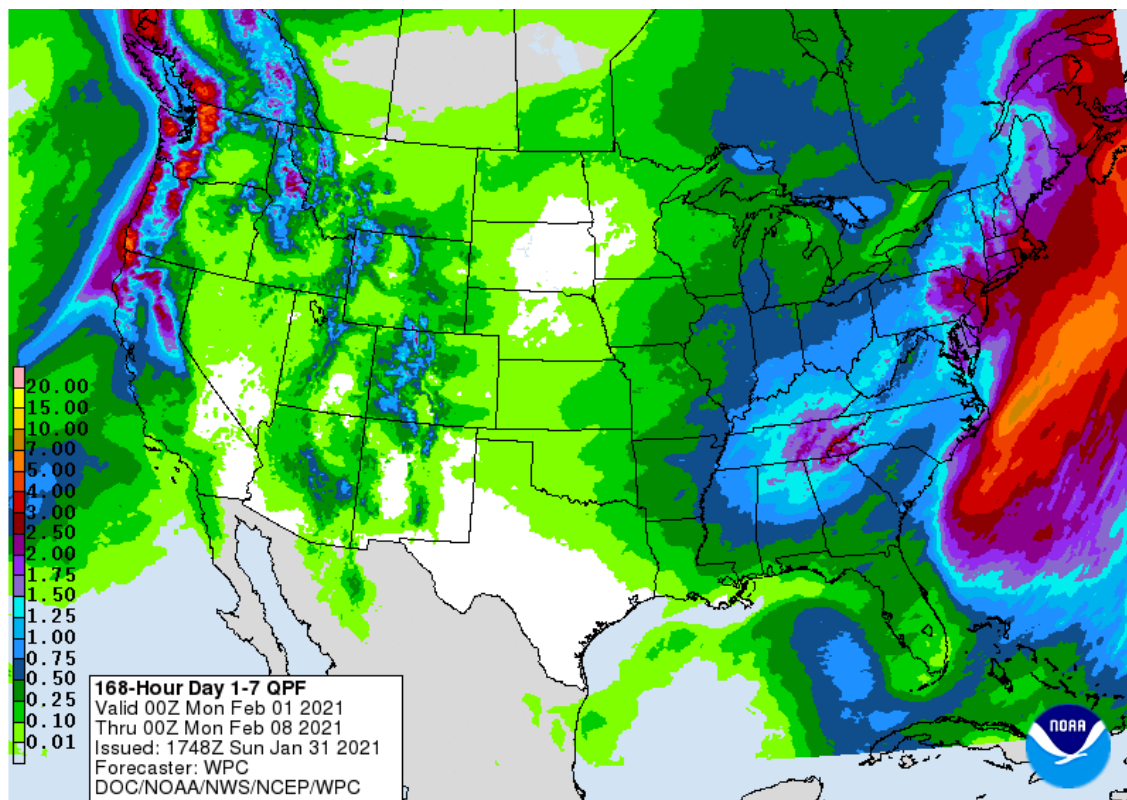 20.00
15.00
10.00
7.00
5.00
4.00
3.00
2.50
2.00
1.75
1.50
1.25
1.00
0.75
0.50
0.25
0.10
0.01
168-Hour Day 1-7 QPF
Valid 00Z Mon Feb 01 2021
Thru 00Z Mon Feb 08 2021
Issued: 1748Z Sun Jan 31 2021
Forecaster: WPC
DOC/NOAA/NWS/NCEP/WPC
NOAA